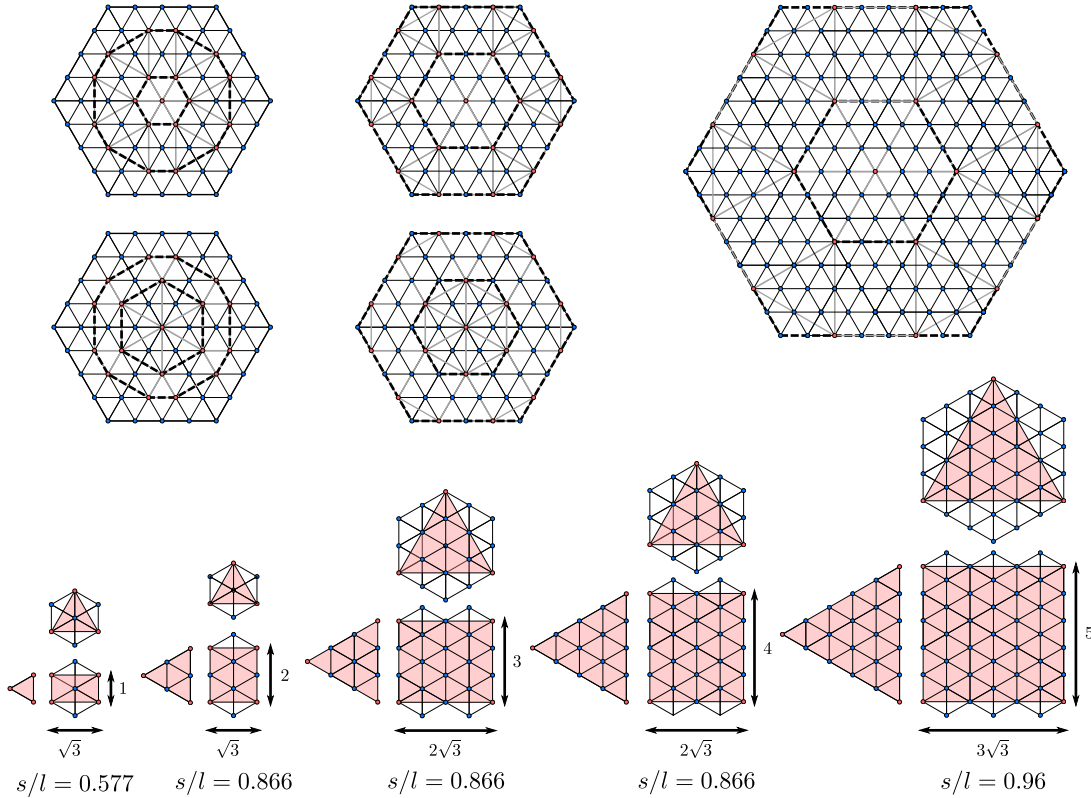 1
2
3
4
5
√3
√3
2√3
2√3
3√3
s/l = 0.577
s/l = 0.866
s/l = 0.866
s/l = 0.866
s/l = 0.96